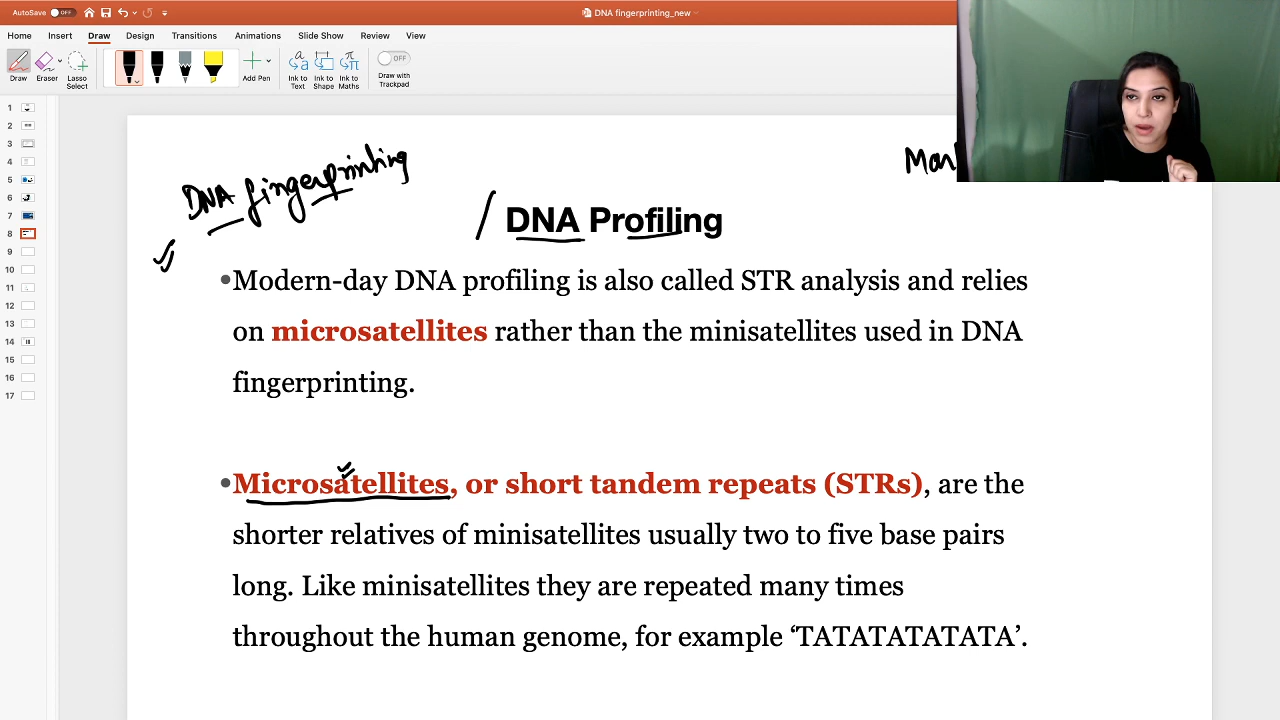 AutoSave OFF
DNA fingerprinting_new
Home Insert Draw Design Transitions Animations Slide Show Review View
Draw Eraser Lasso Select Add Pen Ink to Text Ink to Shape Ink to Maths OFF Draw with Trackpad
1
2
3
4
5
6
7
8
9
10
11
12
13
14
15
16
17
DNA fingerprinting
/ DNA Profiling
•Modern-day DNA profiling is also called STR analysis and relies
on microsatellites rather than the minisatellites used in DNA
fingerprinting.
•Microsatellites, or short tandem repeats (STRs), are the
shorter relatives of minisatellites usually two to five base pairs
long. Like minisatellites they are repeated many times
throughout the human genome, for example ‘TATATATATATA’.